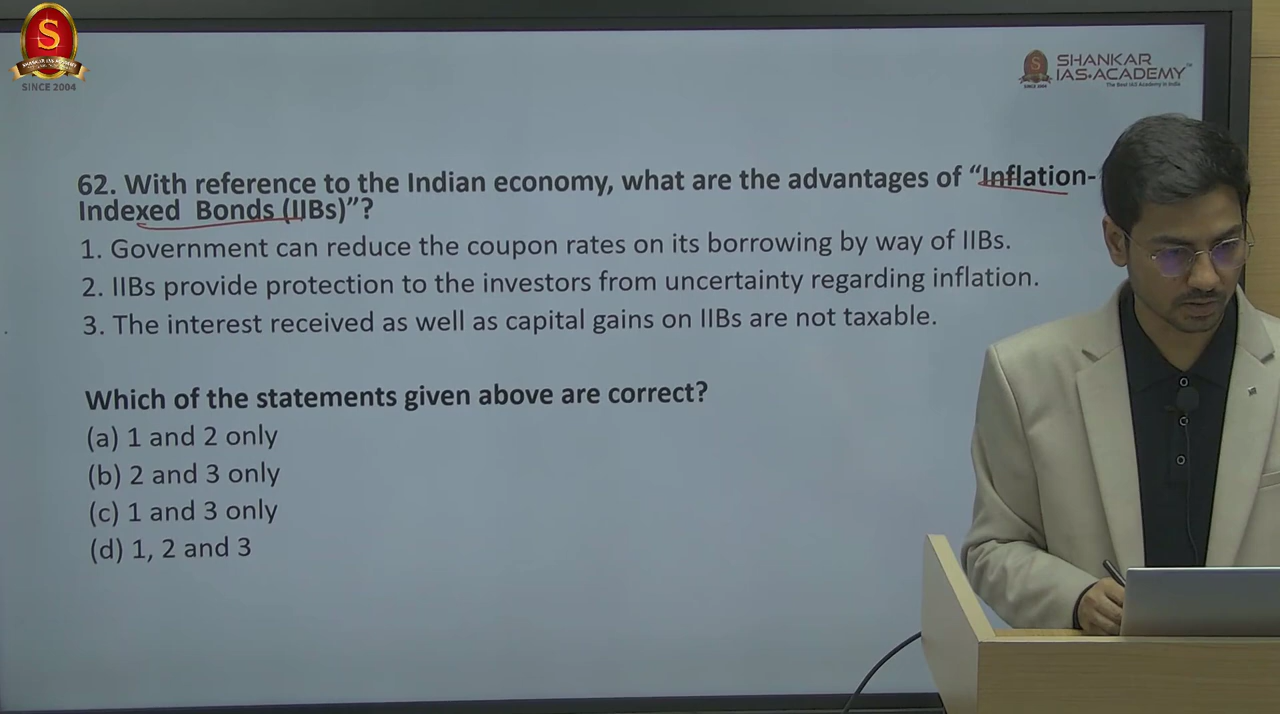 S
SHANKAR IAS ACADEMY
SINCE 2004
S
SHANKAR
IAS ACADEMY
The Best IAS Academy in India
SINCE 2004
62. With reference to the Indian economy, what are the advantages of “Inflation-
Indexed Bonds (IIBs)”?
1. Government can reduce the coupon rates on its borrowing by way of IIBs.
2. IIBs provide protection to the investors from uncertainty regarding inflation.
3. The interest received as well as capital gains on IIBs are not taxable.
Which of the statements given above are correct?
(a) 1 and 2 only
(b) 2 and 3 only
(c) 1 and 3 only
(d) 1, 2 and 3